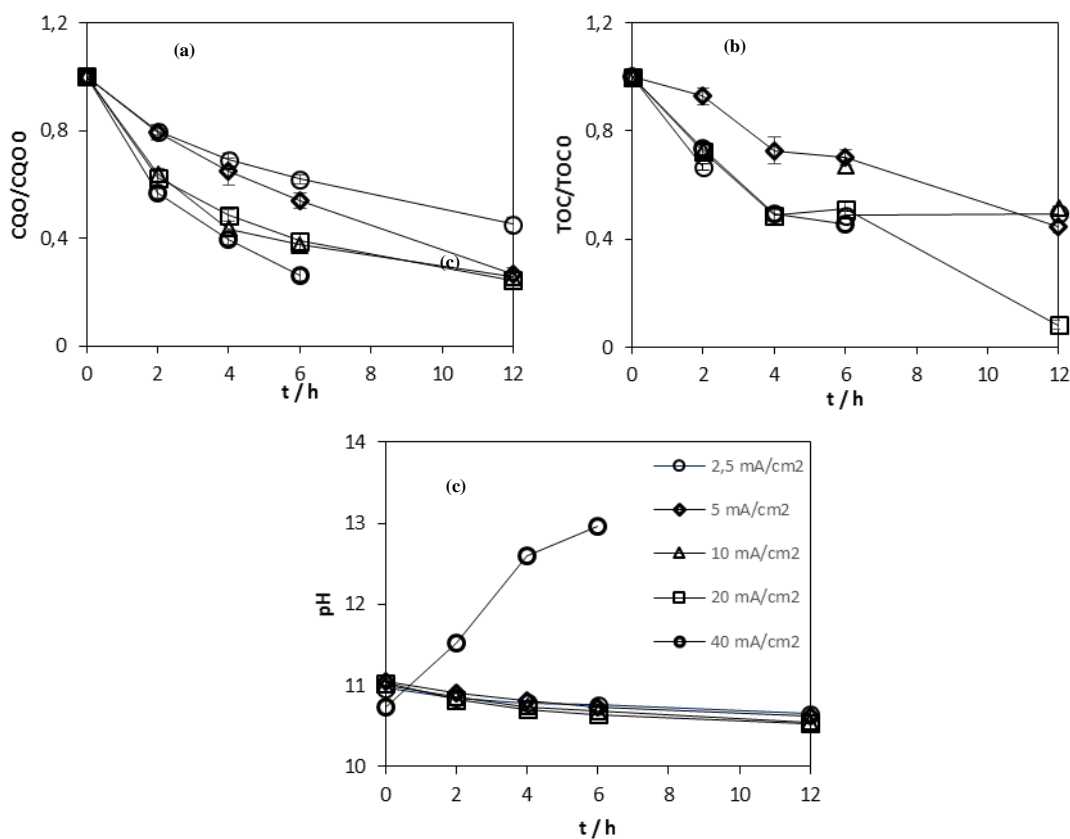 1,2
(a)
0,8
CQO/CQO 0
0,4
(c)
0
0 2 4 6 8 10 12
t / h
1,2
(b)
0,8
TOC/TOC0
0,4
0
0 2 4 6 8 10 12
t / h
14
(c)
2,5 mA/cm2
5 mA/cm2
10 mA/cm2
20 mA/cm2
40 mA/cm2
13
12
pH
11
10
0 2 4 6 8 10 12
t / h